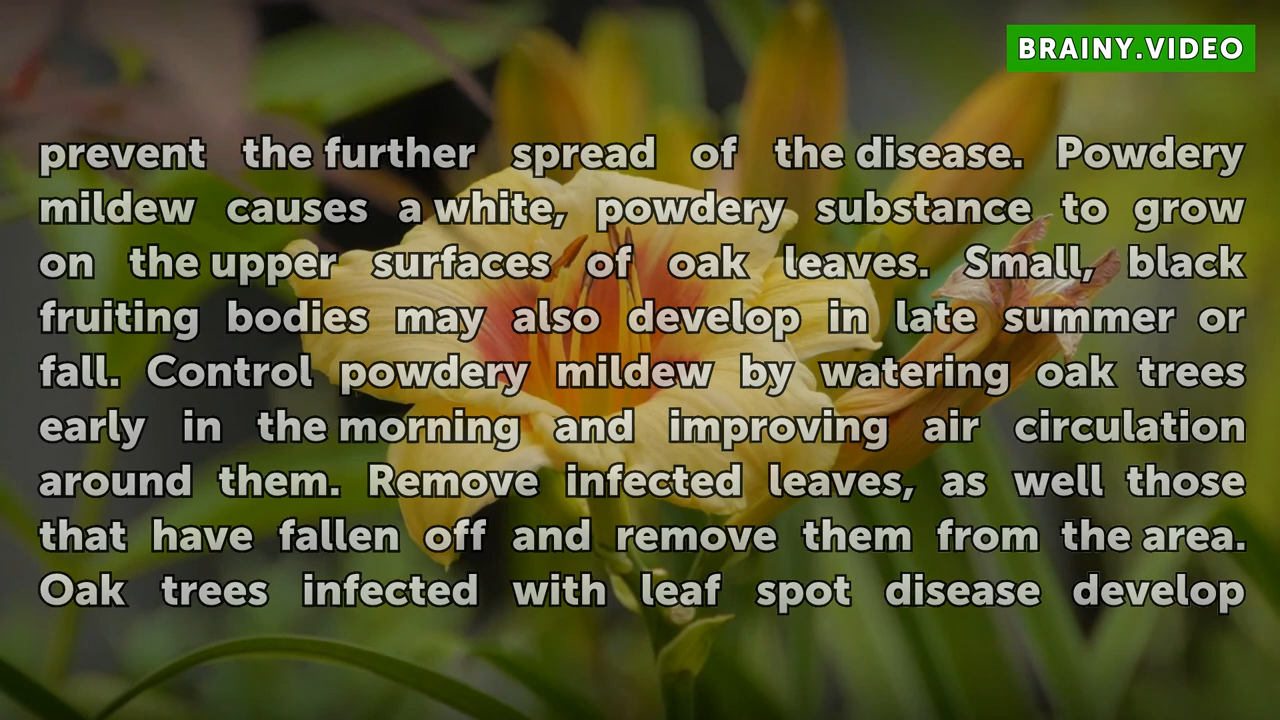 BRAINY.VIDEO
prevent the further spread of the disease. Powdery
mildew causes a white, powdery substance to grow
on the upper surfaces of oak leaves. Small, black
fruiting bodies may also develop in late summer or
fall. Control powdery mildew by watering oak trees
early in the morning and improving air circulation
around them. Remove infected leaves, as well those
that have fallen off and remove them from the area.
Oak trees infected with leaf spot disease develop